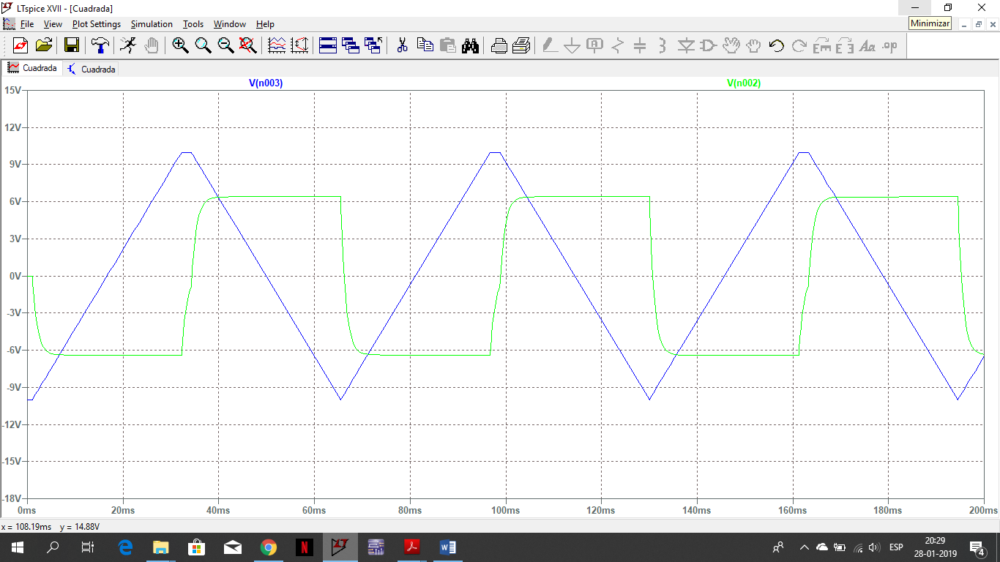 LTspice XVII - [Cuadrada]
Minimizar
File View Plot Settings Simulation Tools Window Help
Cuadrada Cuadrada
V(n003) V(n002)
15V
12V
9V
6V
3V
0V
-3V
-6V
-9V
-12V
-15V
-18V
0ms 20ms 40ms 60ms 80ms 100ms 120ms 140ms 160ms 180ms 200ms
x = 108.19ms y = 14.88V
ESP
20:29
28-01-2019
4